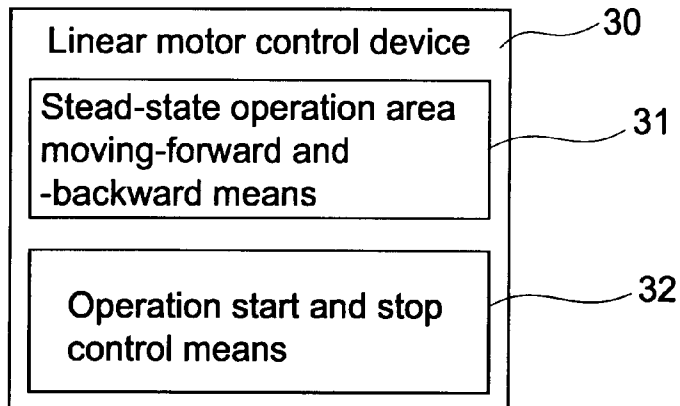 Linear motor control device
30
Stead-state operation area
moving-forward and
-backward means
31
Operation start and stop
control means
32